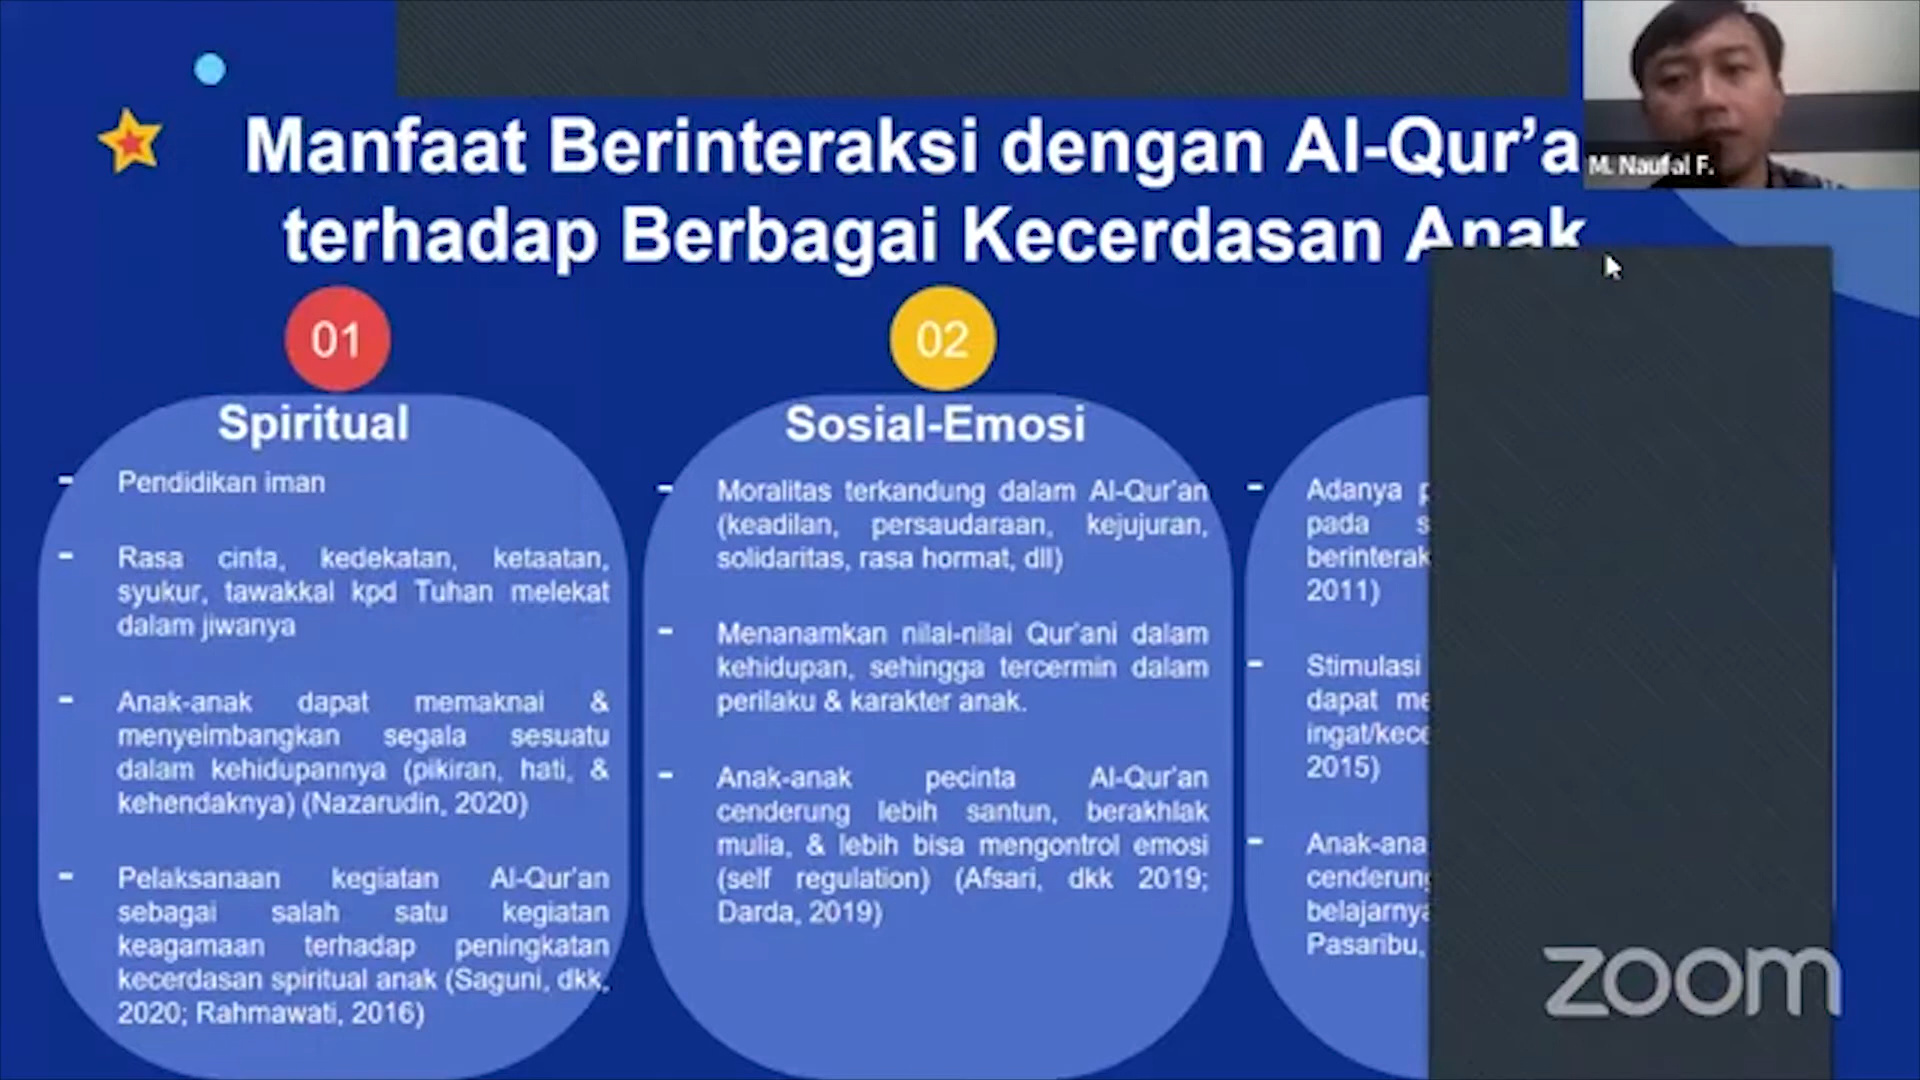 Manfaat Berinteraksi dengan Al-Qur'a
terhadap Berbagai Kecerdasan Anak
M. Naufal F.
01
Spiritual
- Pendidikan iman
- Rasa cinta, kedekatan, ketaatan,
syukur, tawakkal kpd Tuhan melekat
dalam jiwanya
- Anak-anak dapat memaknai &
menyeimbangkan segala sesuatu
dalam kehidupannya (pikiran, hati, &
kehendaknya) (Nazarudin, 2020)
- Pelaksanaan kegiatan Al-Qur'an
sebagai salah satu kegiatan
keagamaan terhadap peningkatan
kecerdasan spiritual anak (Saguni, dkk,
2020; Rahmawati, 2016)
02
Sosial-Emosi
- Moralitas terkandung dalam Al-Qur'an
(keadilan, persaudaraan, kejujuran,
solidaritas, rasa hormat, dll)
- Menanamkan nilai-nilai Qur'ani dalam
kehidupan, sehingga tercermin dalam
perilaku & karakter anak.
- Anak-anak pecinta Al-Qur'an
cenderung lebih santun, berakhlak
mulia, & lebih bisa mengontrol emosi
(self regulation) (Afsari, dkk 2019;
Darda, 2019)
- Adanya
pada
berinterak
2011)
- Stimulasi
dapat me
ingat/kece
2015)
- Anak-ana
cenderung
belajarnya
Pasaribu,
zoom